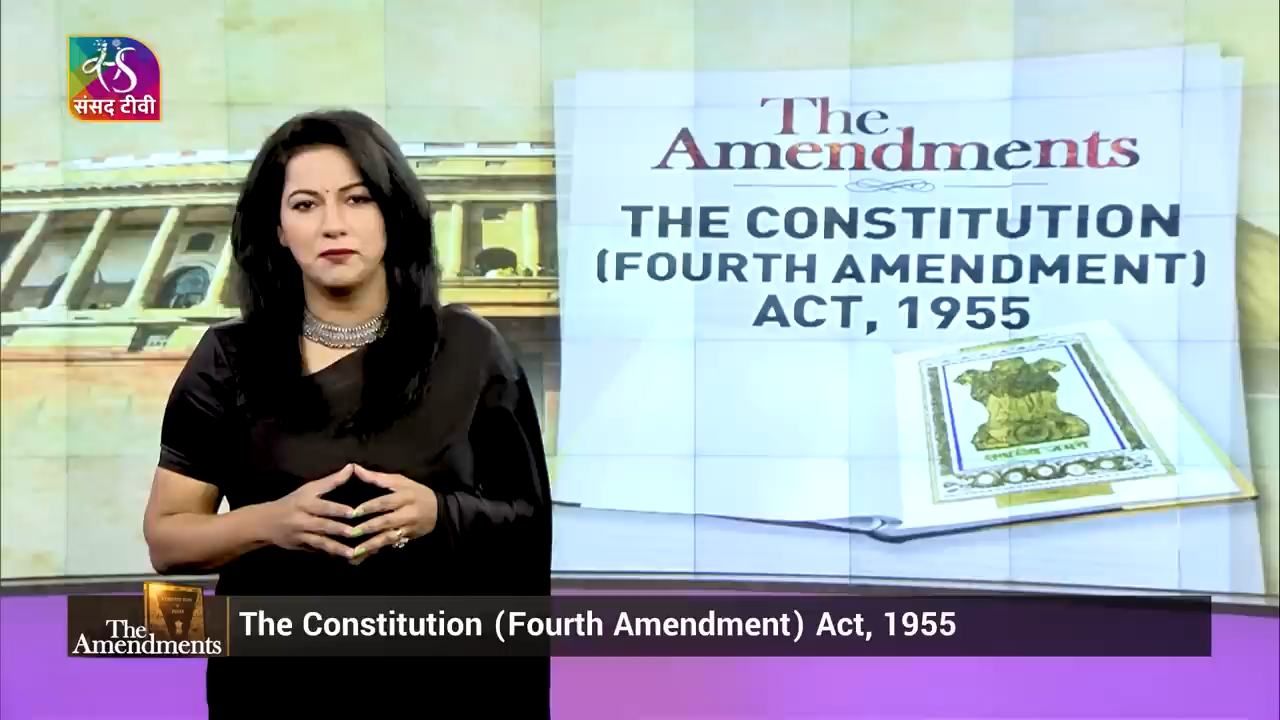 संसद टीवी
The
Amendments
THE CONSTITUTION
(FOURTH AMENDMENT)
ACT, 1955
The
Amendments
The Constitution (Fourth Amendment) Act, 1955